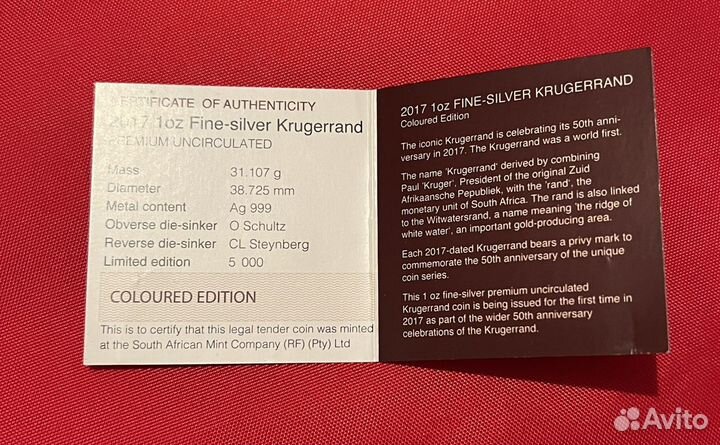 CERTIFICATE OF AUTHENTICITY
2017 1oz Fine-silver Krugerrand
PREMIUM UNCIRCULATED
Mass 31.107 g
Diameter 38.725 mm
Metal content Ag 999
Obverse die-sinker O Schultz
Reverse die-sinker CL Steynberg
Limited edition 5 000
COLOURED EDITION
This is to certify that this legal tender coin was minted
at the South African Mint Company (RF) (Pty) Ltd
2017 1oz FINE-SILVER KRUGERRAND
Coloured Edition
The iconic Krugerrand is celebrating its 50th anni-
versary in 2017. The Krugerrand was a world first.
The name 'Krugerrand' derived by combining
Paul 'Kruger', President of the original Zuid
Afrikaansche Pepubliek, with the 'rand', the
monetary unit of South Africa. The rand is also linked
to the Witwatersrand, a name meaning 'the ridge of
white water', an important gold-producing area.
Each 2017-dated Krugerrand bears a privy mark to
commemorate the 50th anniversary of the unique
coin series.
This 1 oz fine-silver premium uncirculated
Krugerrand coin is being issued for the first time in
2017 as part of the wider 50th anniversary
celebrations of the Krugerrand.
Avito